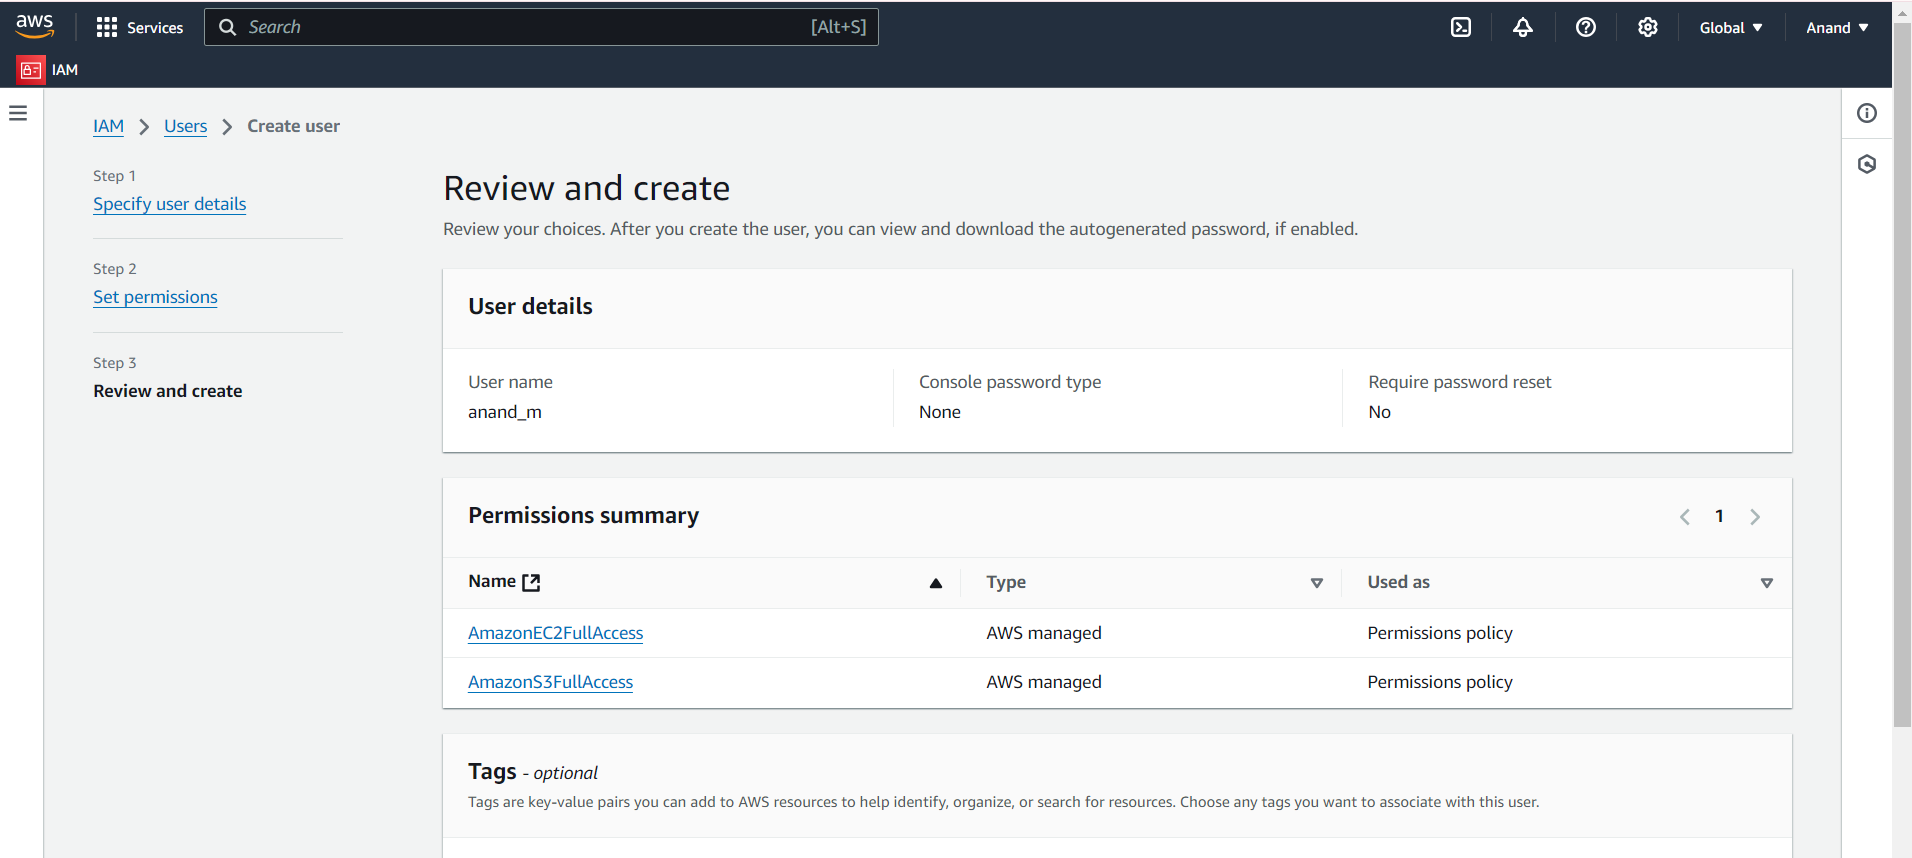 aws
Services
Search [Alt+S]
Global
Anand
IAM
IAM > Users > Create user
Step 1
Specify user details
Step 2
Set permissions
Step 3
Review and create
Review and create
Review your choices. After you create the user, you can view and download the autogenerated password, if enabled.
User details
User name
anand_m
Console password type
None
Require password reset
No
Permissions summary
1
Name Type Used as
AmazonEC2FullAccess AWS managed Permissions policy
AmazonS3FullAccess AWS managed Permissions policy
Tags - optional
Tags are key-value pairs you can add to AWS resources to help identify, organize, or search for resources. Choose any tags you want to associate with this user.